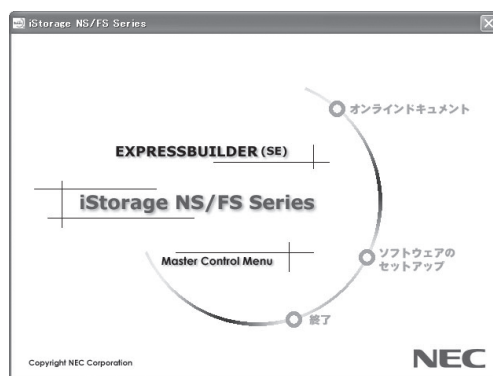 iStorage NS/FS Series
オンラインドキュメント
EXPRESSBUILDER (SE)
iStorage NS/FS Series
ソフトウェアの
セットアップ
Master Control Menu
終了
Copyright NEC Corporation
NEC